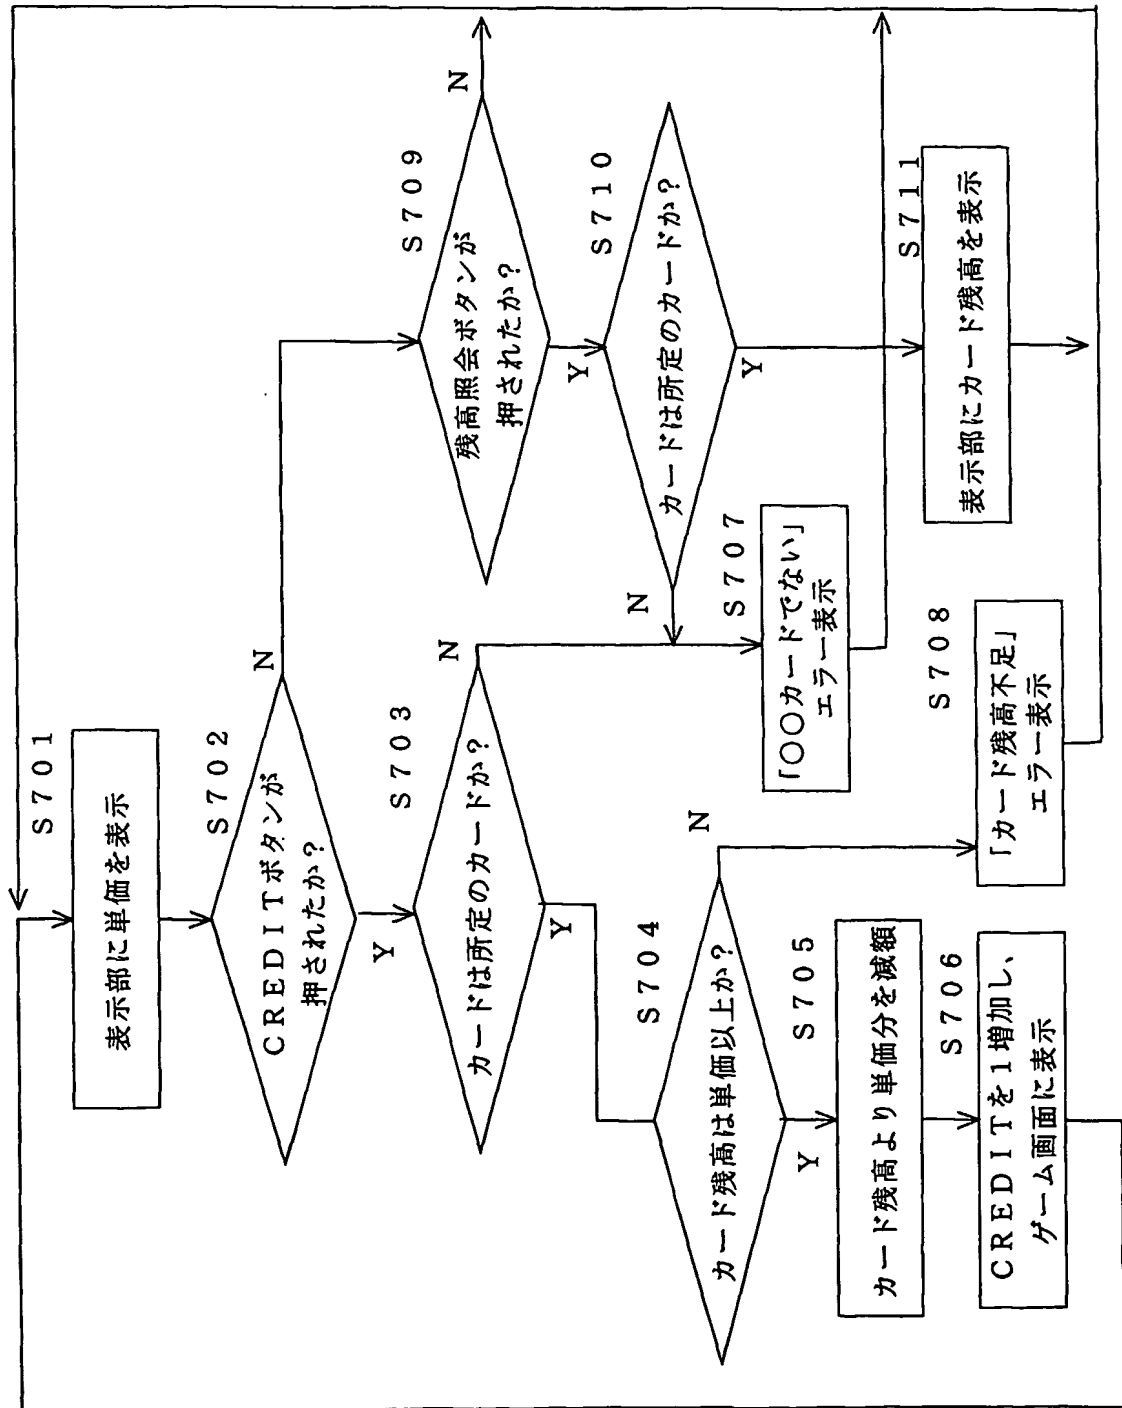 S701
表示部に単価を表示
S702
CREDITボタンが
押されたか？
N
Y
S703
カードは所定のカードか？
N
Y
S704
カード残高は単価以上か？
N
Y
S705
カード残高より単価分を減額
S706
CREDITを1増加し、
ゲーム画面に表示
S707
「〇〇カードでない」
エラー表示
S708
「カード残高不足」
エラー表示
S709
残高照会ボタンが
押されたか？
N
Y
S710
カードは所定のカードか？
N
Y
S711
表示部にカード残高を表示